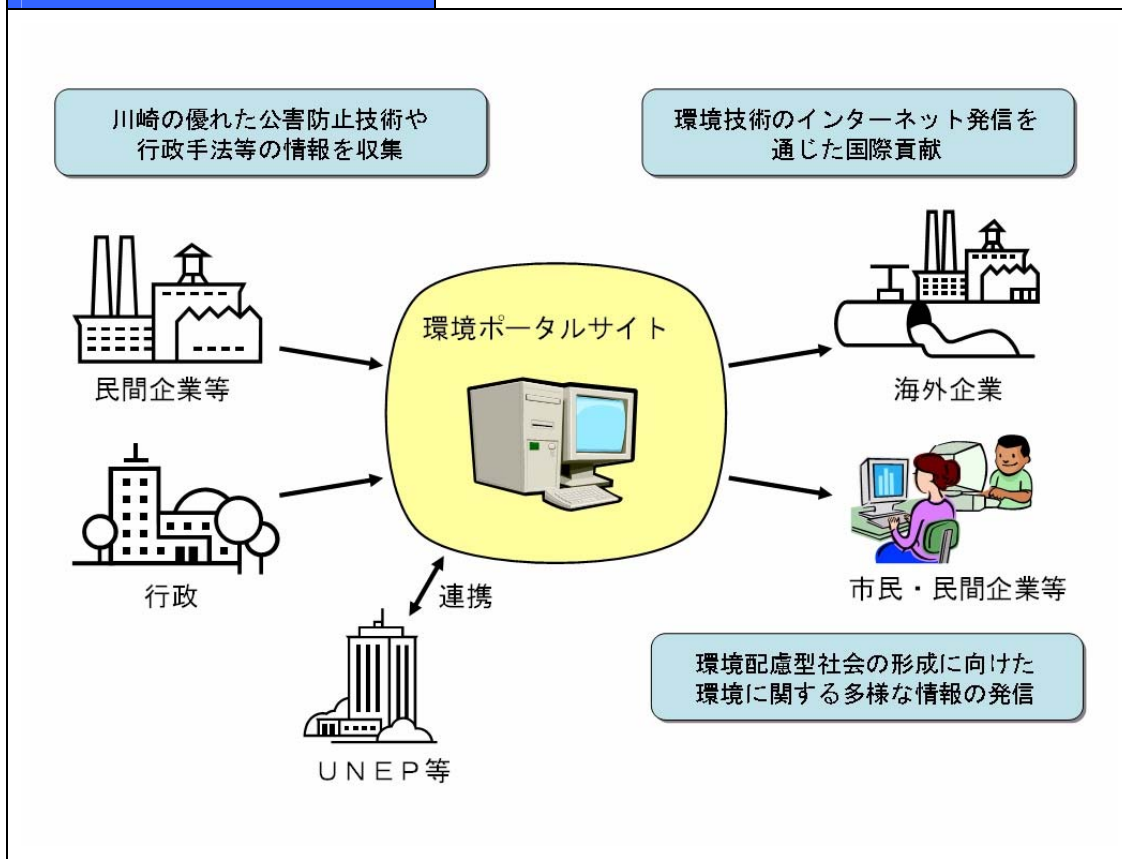 川崎の優れた公害防止技術や
行政手法等の情報を収集
環境技術のインターネット発信を
通じた国際貢献
環境ポータルサイト
民間企業等
海外企業
行政
連携
市民・民間企業等
環境配慮型社会の形成に向けた
環境に関する多様な情報の発信
ＵＮＥＰ等